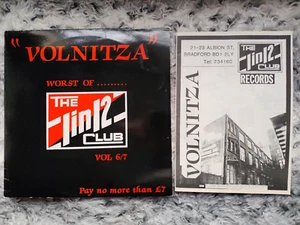 "VOLNITZA"
WORST OF .........
THE
1in12
CLUB
VOL 6/7
Pay no more than £7
21-23 ALBION ST,
BRADFORD BD1 2LY
Tel: 734160
THE
1in12
CLUB
RECORDS
VOLNITZA